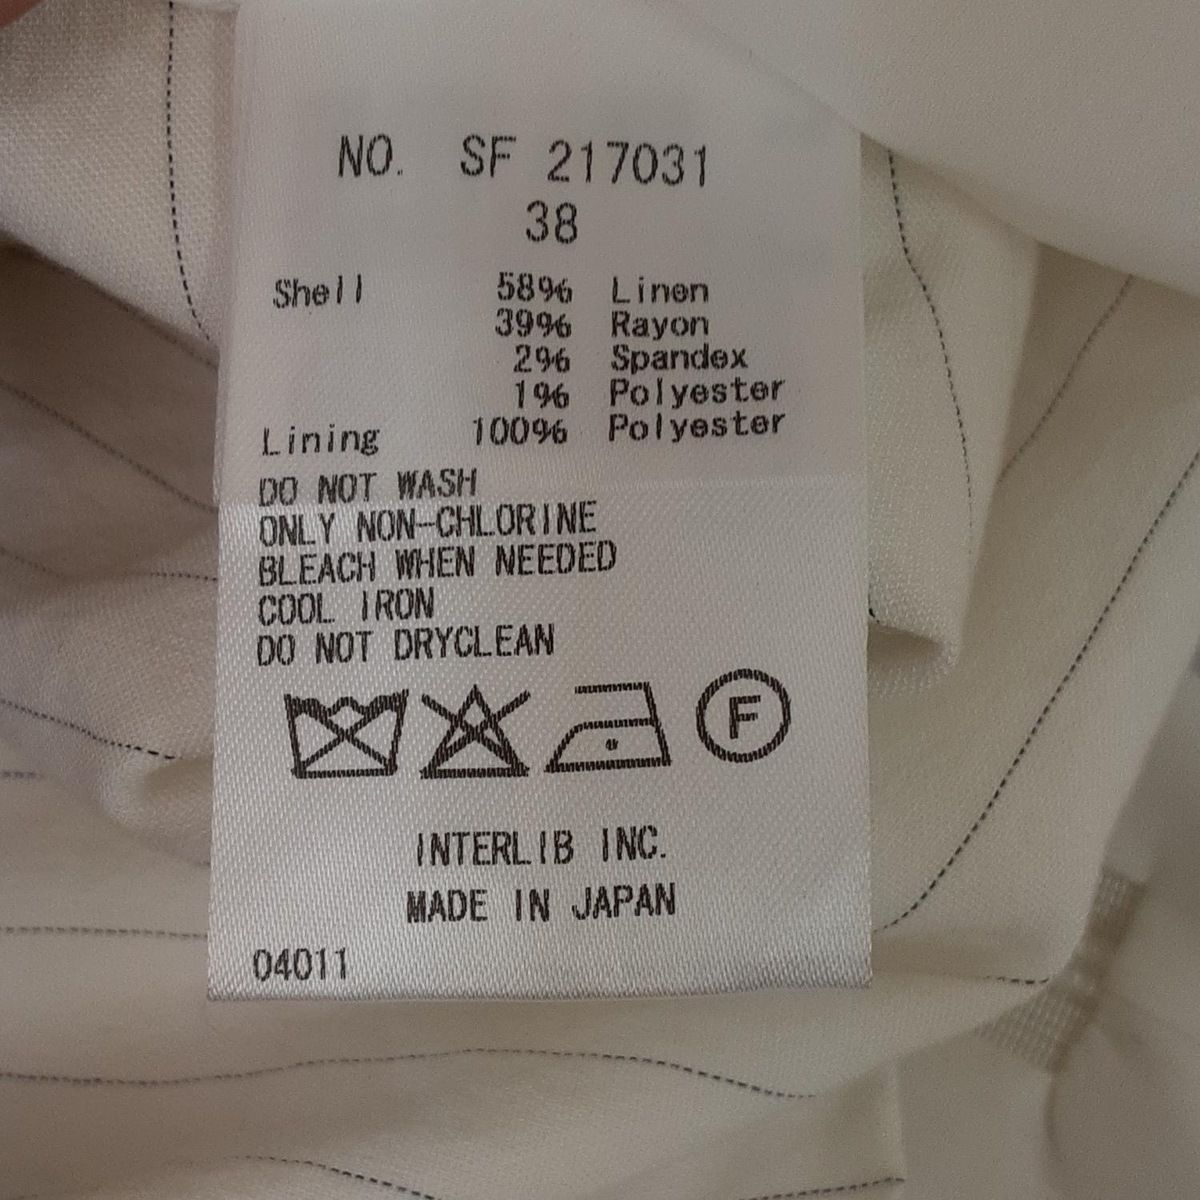 NO. SF 217031
38
Shell 58% Linen
39% Rayon
2% Spandex
1% Polyester
Lining 100% Polyester
DO NOT WASH
ONLY NON-CHLORINE
BLEACH WHEN NEEDED
COOL IRON
DO NOT DRYCLEAN
F
INTERLIB INC.
MADE IN JAPAN
04011